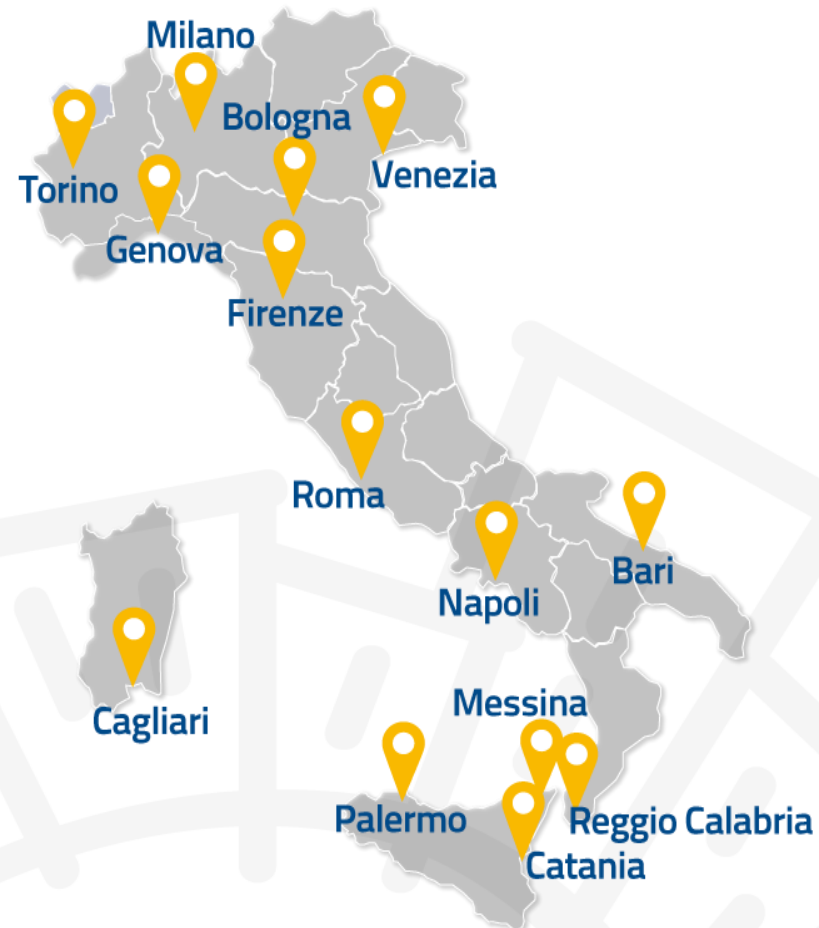 Milano
Bologna
Venezia
Torino
Genova
Firenze
Roma
Bari
Napoli
Messina
Cagliari
Palermo
Reggio Calabria
Catania